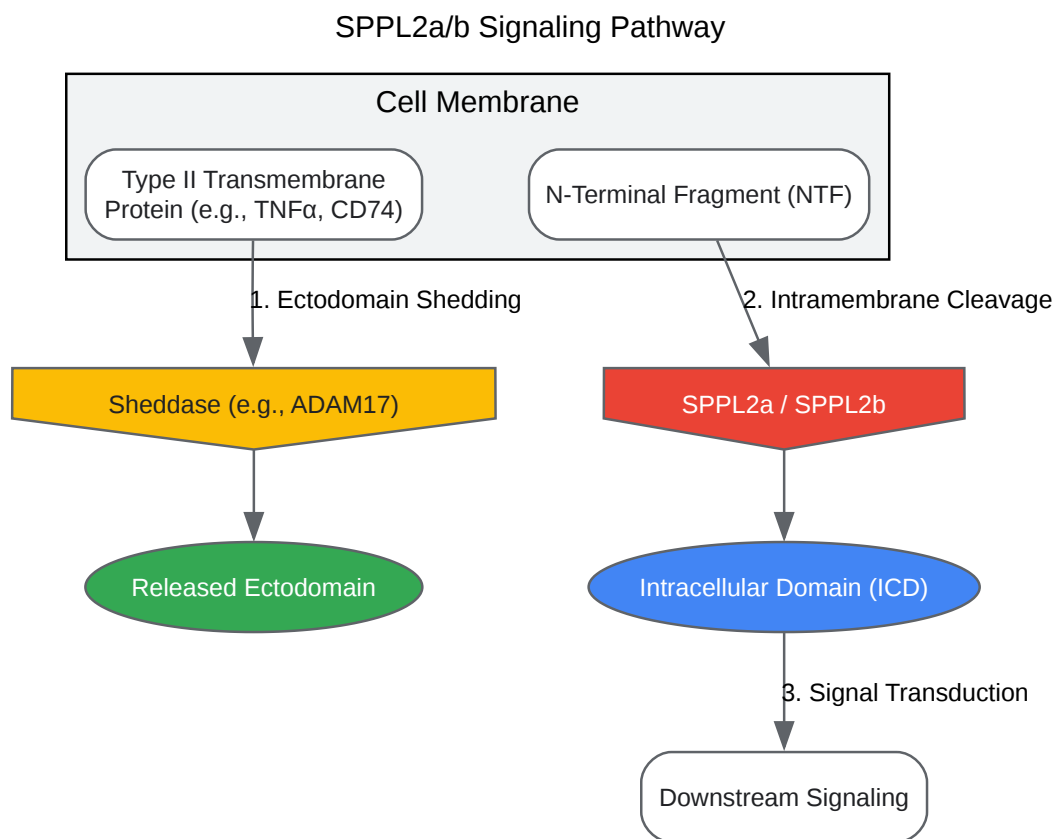 SPPL2a/b Signaling Pathway
Cell Membrane
Type II Transmembrane
Protein (e.g., TNFα, CD74)
N-Terminal Fragment (NTF)
1. Ectodomain Shedding
2. Intramembrane Cleavage
Sheddase (e.g., ADAM17)
SPPL2a / SPPL2b
Released Ectodomain
Intracellular Domain (ICD)
3. Signal Transduction
Downstream Signaling